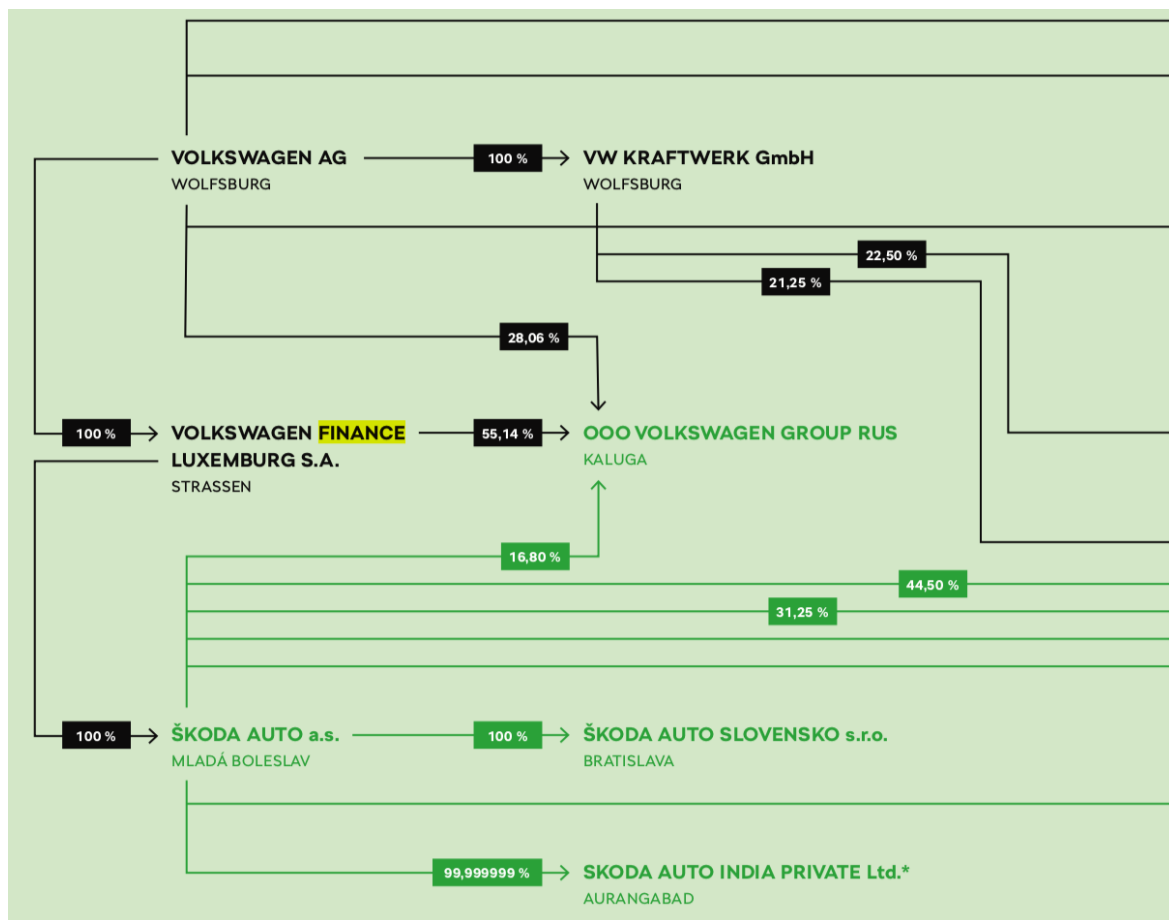 VOLKSWAGEN AG
100 %
VW KRAFTWERK GmbH
WOLFSBURG
WOLFSBURG
22,50 %
21,25 %
28,06 %
100 %
VOLKSWAGEN FINANCE
55,14 %
OOO VOLKSWAGEN GROUP RUS
LUXEMBURG S.A.
KALUGA
STRASSEN
16,80 %
44,50 %
31,25 %
100 %
ŠKODA AUTO a.s.
100 %
ŠKODA AUTO SLOVENSKO s.r.o.
MLADÁ BOLESLAV
BRATISLAVA
99,999999 %
SKODA AUTO INDIA PRIVATE Ltd.*
AURANGABAD